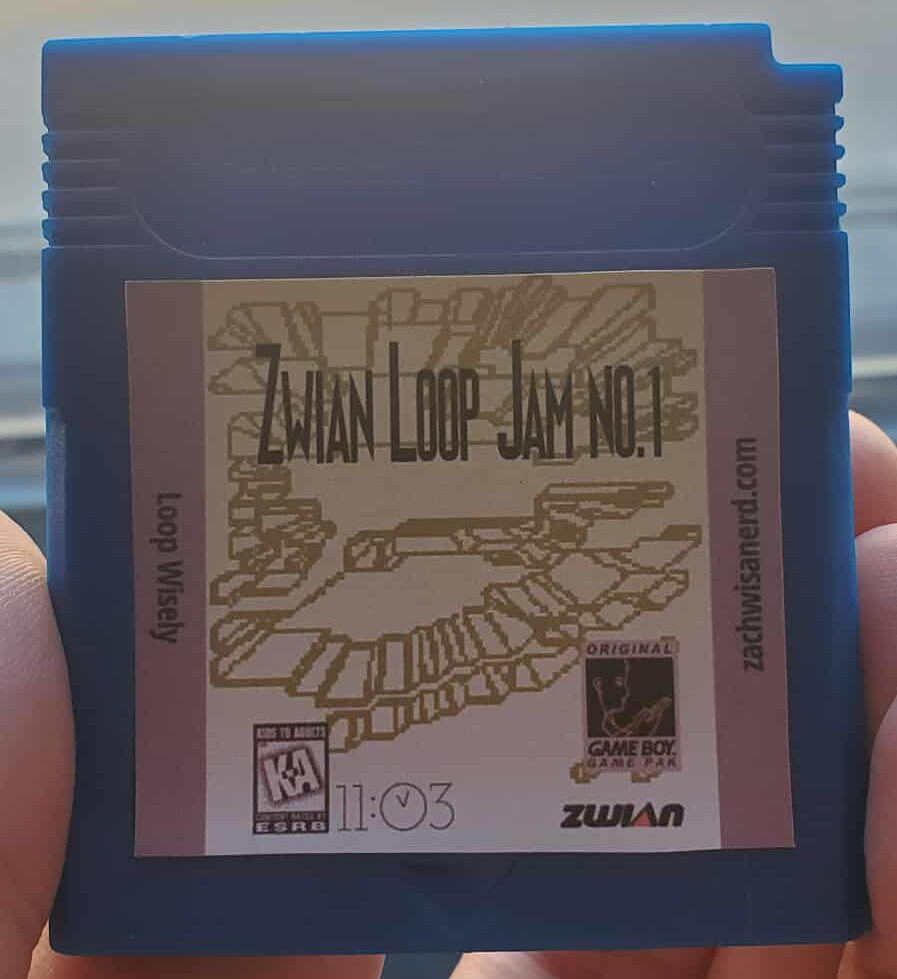 ZWIAN LOOP JAM NO.1
Loop Wisely
zachwisanerd.com
ORIGINAL
GAME BOY
GAME PAK
KIDS TO ADULTS
K-A
CONTENT RATED BY
ESRB
11:03
ZWIAN